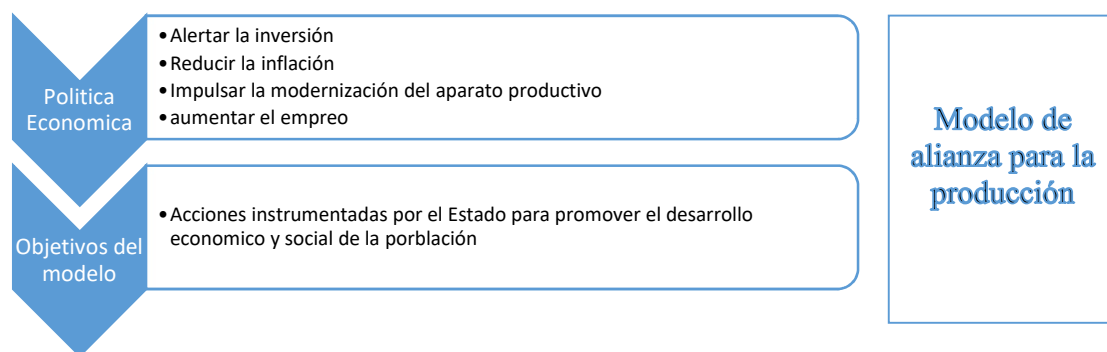 Politica
Economica
•Alertar la inversión
•Reducir la inflación
•Impulsar la modernización del aparato productivo
•aumentar el empreo
Objetivos del
modelo
•Acciones instrumentadas por el Estado para promover el desarrollo
economico y social de la porblación
Modelo de
alianza para la
producción